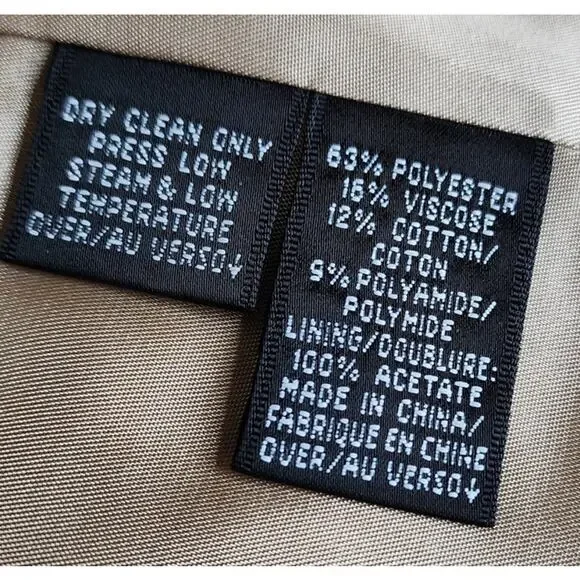 DRY CLEAN ONLY
PRESS LOW
STEAM & LOW
TEMPERATURE
OVER/AU VERSO↓
63% POLYESTER
16% VISCOSE
12% COTTON/
COTON
9% POLYAMIDE/
POLYMIDE
LINING/DOUBLURE:
100% ACETATE
MADE IN CHINA/
FABRIQUE EN CHINE
OVER/AU VERSO↓